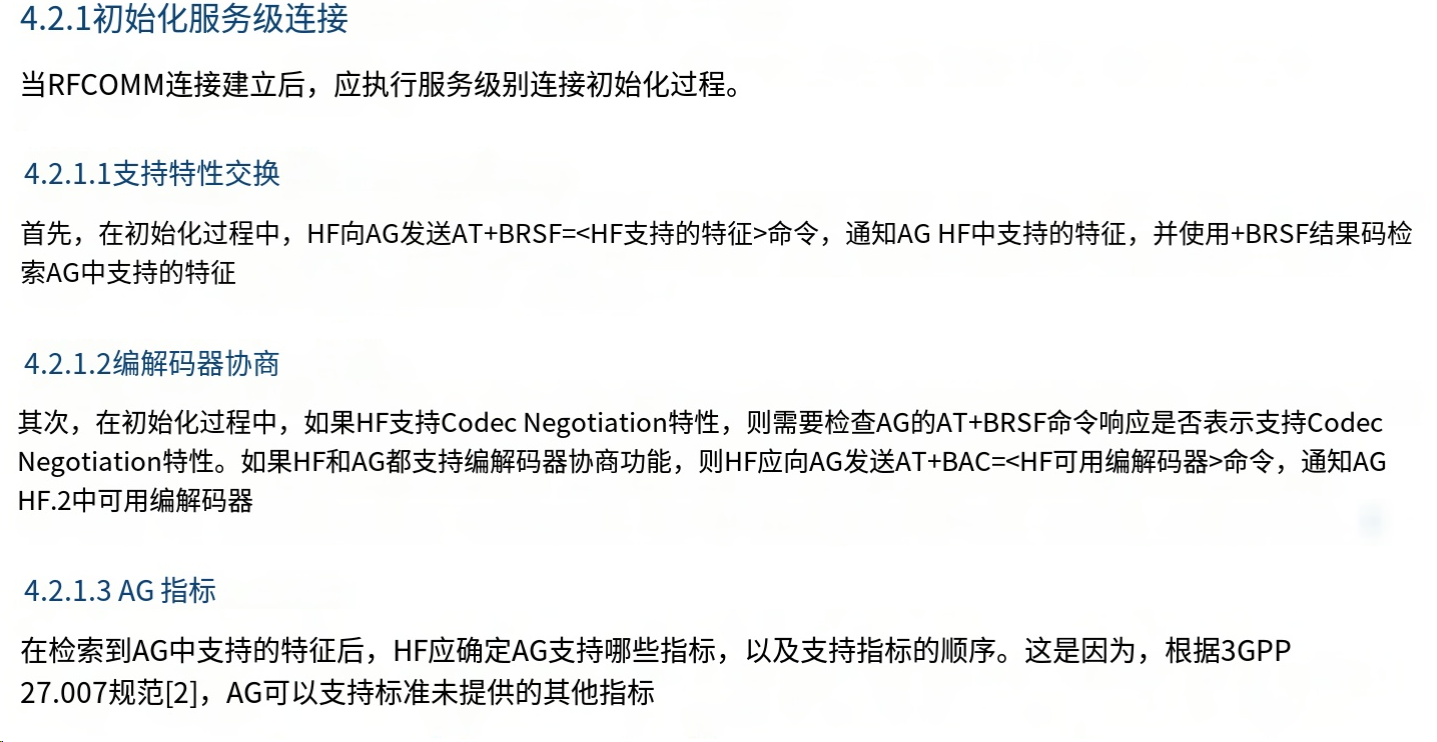 4.2.1初始化服务级连接
当RFCOMM连接建立后，应执行服务级别连接初始化过程。
4.2.1.1支持特性交换
首先，在初始化过程中，HF向AG发送AT+BRSF=<HF支持的特征>命令，通知AG HF中支持的特征，并使用+BRSF结果码检
索AG中支持的特征
4.2.1.2编解码器协商
其次，在初始化过程中，如果HF支持Codec Negotiation特性，则需要检查AG的AT+BRSF命令响应是否表示支持Codec
Negotiation特性。如果HF和AG都支持编解码器协商功能，则HF应向AG发送AT+BAC=<HF可用编解码器>命令，通知AG
HF.2中可用编解码器
4.2.1.3 AG 指标
在检索到AG中支持的特征后，HF应确定AG支持哪些指标，以及支持指标的顺序。这是因为，根据3GPP
27.007规范[2]，AG可以支持标准未提供的其他指标